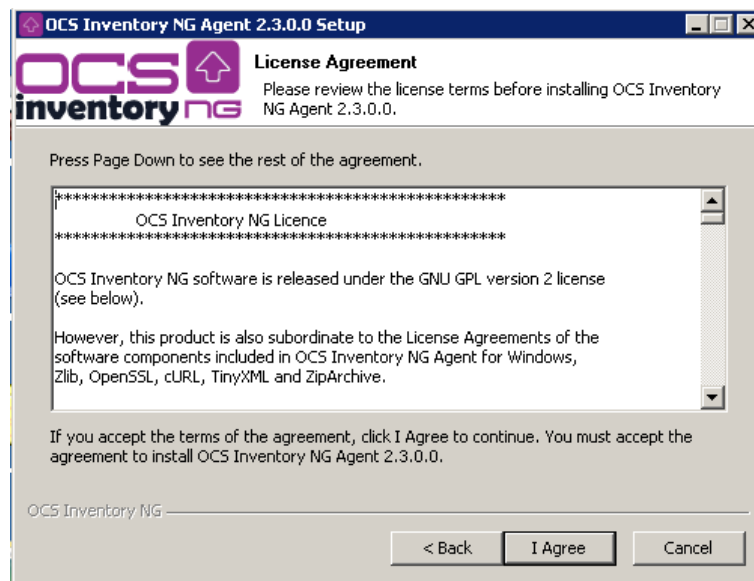 OCS Inventory NG Agent 2.3.0.0 Setup
OCS
inventory NG
License Agreement
Please review the license terms before installing OCS Inventory
NG Agent 2.3.0.0.
Press Page Down to see the rest of the agreement.
****************************************************
OCS Inventory NG Licence
****************************************************
OCS Inventory NG software is released under the GNU GPL version 2 license
(see below).
However, this product is also subordinate to the License Agreements of the
software components included in OCS Inventory NG Agent for Windows,
Zlib, OpenSSL, cURL, TinyXML and ZipArchive.
If you accept the terms of the agreement, click I Agree to continue. You must accept the
agreement to install OCS Inventory NG Agent 2.3.0.0.
OCS Inventory NG
< Back
I Agree
Cancel